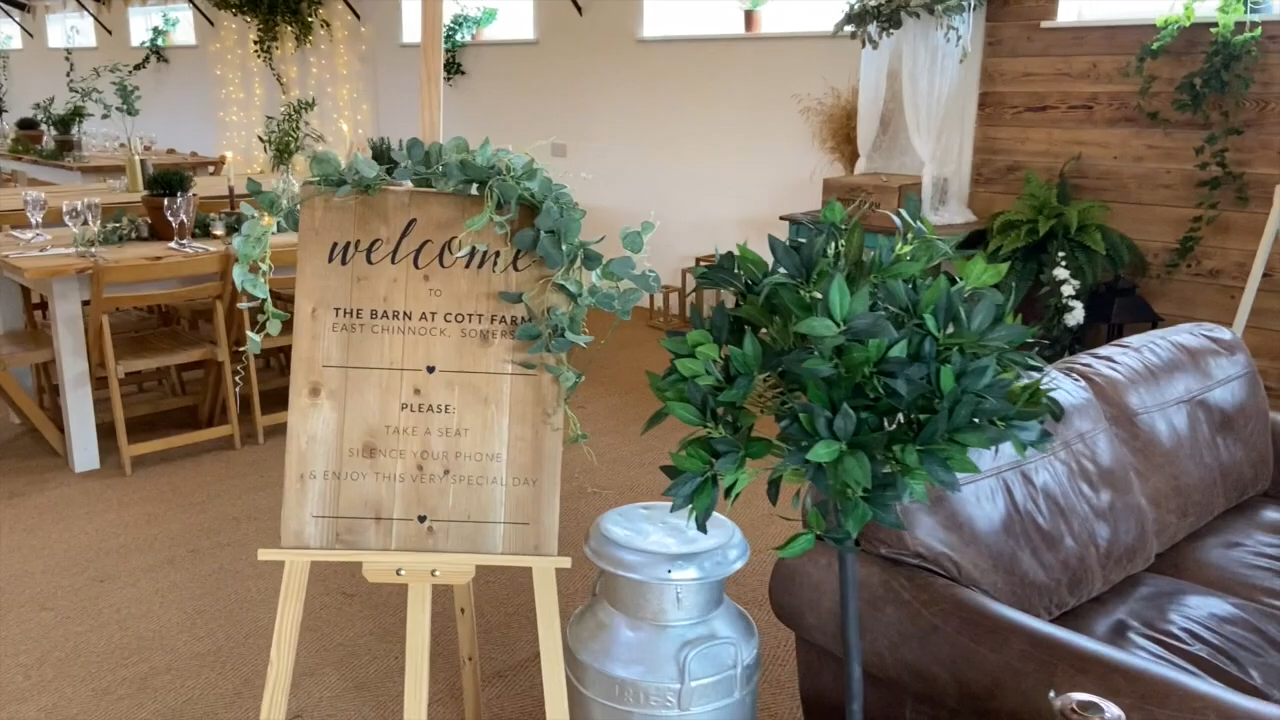 welcome
TO
THE BARN AT COTT FARM
EAST CHINNOCK, SOMERS
PLEASE:
TAKE A SEAT
SILENCE YOUR PHONE
& ENJOY THIS VERY SPECIAL DAY